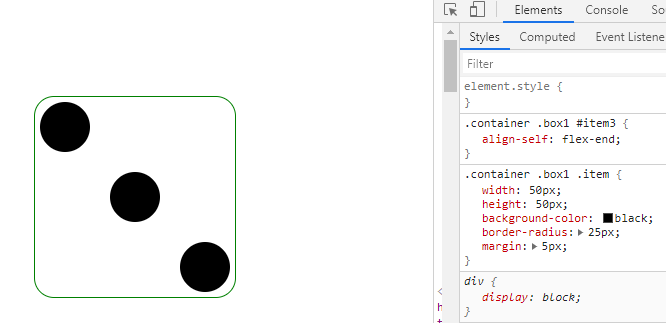 Elements Console So
Styles Computed Event Listene
Filter
element.style {
}
.container .box1 #item3 {
align-self: flex-end;
}
.container .box1 .item {
width: 50px;
height: 50px;
background-color: black;
border-radius: 25px;
margin: 5px;
}
div {
display: block;
}
h